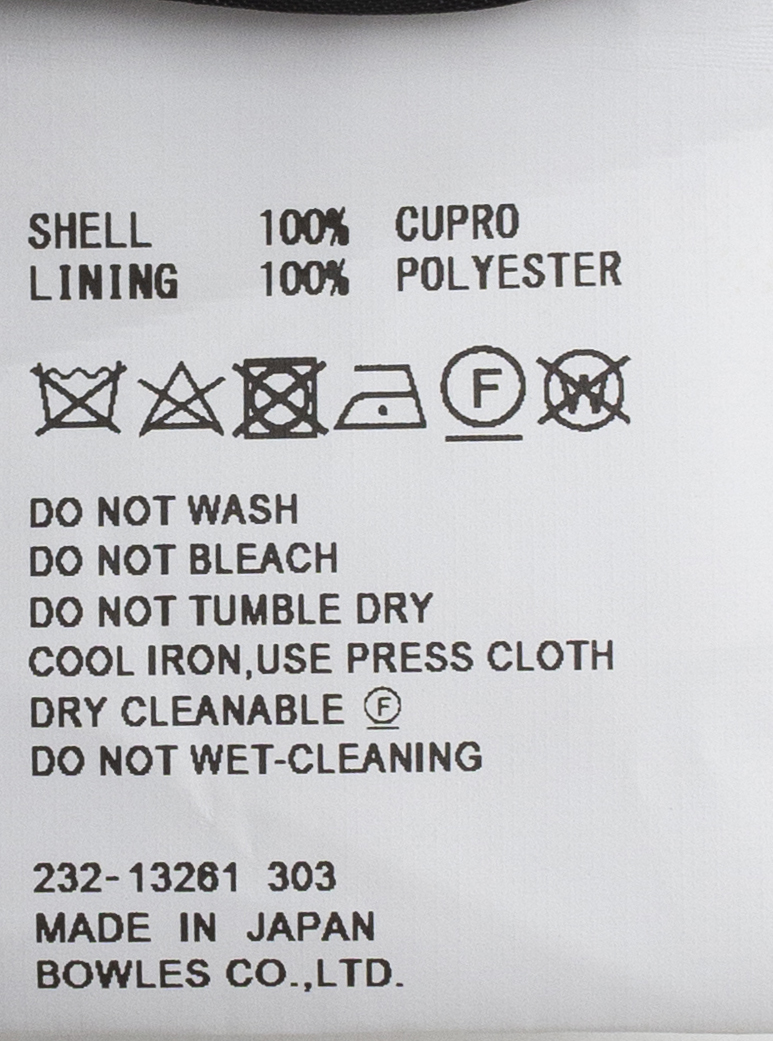 SHELL 100% CUPRO
LINING 100% POLYESTER
F W
DO NOT WASH
DO NOT BLEACH
DO NOT TUMBLE DRY
COOL IRON,USE PRESS CLOTH
DRY CLEANABLE Ⓕ
DO NOT WET-CLEANING
232-13261 303
MADE IN JAPAN
BOWLES CO.,LTD.